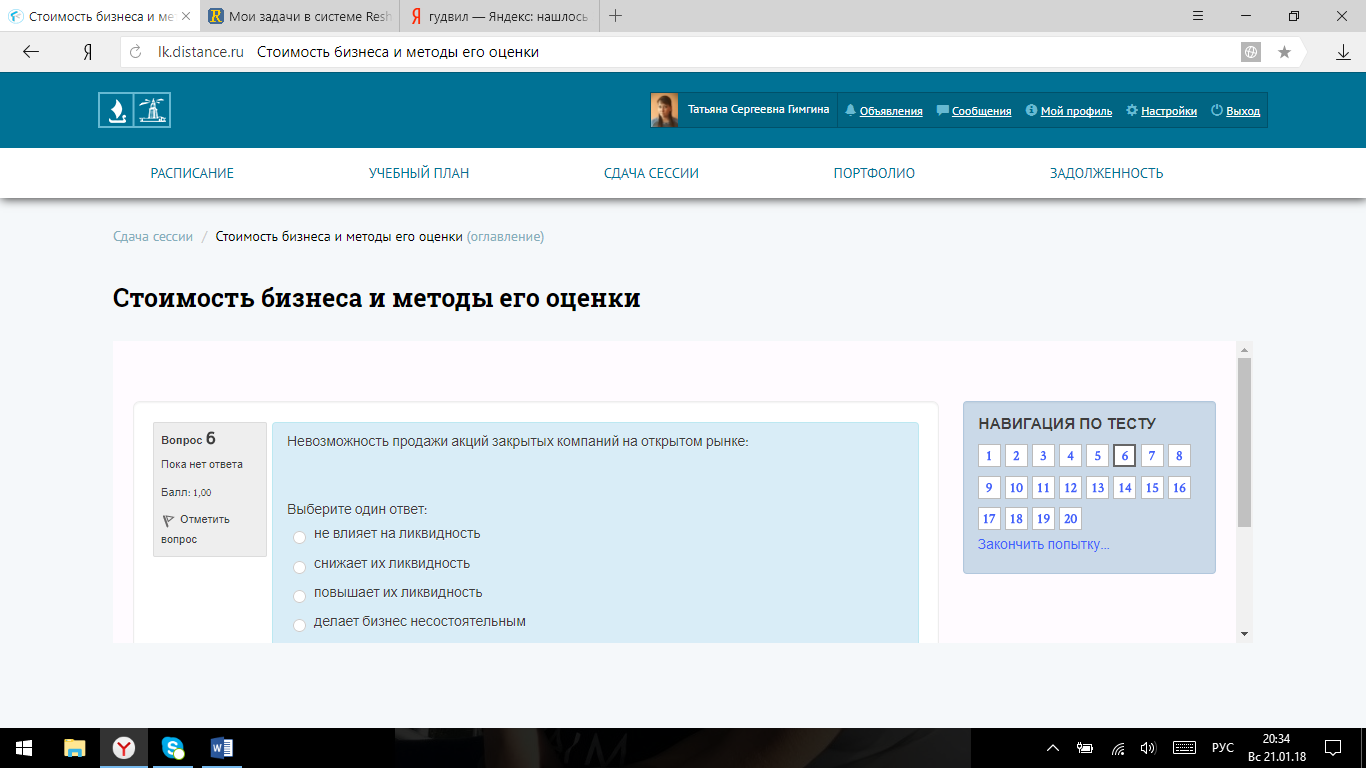 Стоимость бизнеса и ме
Мои задачи в системе Resh
гудвил — Яндекс: нашлось
lk.distance.ru Стоимость бизнеса и методы его оценки
Татьяна Сергеевна Гимгина Объявления Сообщения Мой профиль Настройки Выход
РАСПИСАНИЕ УЧЕБНЫЙ ПЛАН СДАЧА СЕССИИ ПОРТФОЛИО ЗАДОЛЖЕННОСТЬ
Сдача сессии / Стоимость бизнеса и методы его оценки (оглавление)
Стоимость бизнеса и методы его оценки
Вопрос 6
Пока нет ответа
Балл: 1,00
Отметить
вопрос
Невозможность продажи акций закрытых компаний на открытом рынке:
Выберите один ответ:
не влияет на ликвидность
снижает их ликвидность
повышает их ликвидность
делает бизнес несостоятельным
НАВИГАЦИЯ ПО ТЕСТУ
1 2 3 4 5 6 7 8
9 10 11 12 13 14 15 16
17 18 19 20
Закончить попытку...
РУС
20:34
Вс 21.01.18